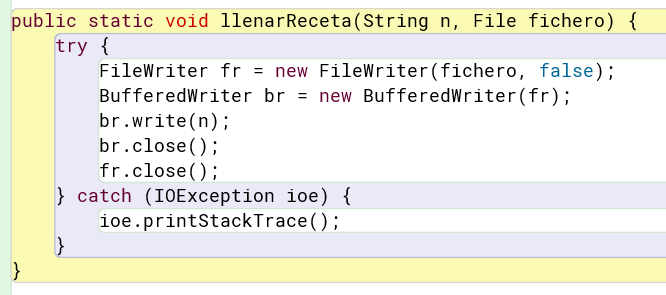 public static void llenarReceta(String n, File fichero) {
try {
FileWriter fr = new FileWriter(fichero, false);
BufferedWriter br = new BufferedWriter(fr);
br.write(n);
br.close();
fr.close();
} catch (IOException ioe) {
ioe.printStackTrace();
}
}